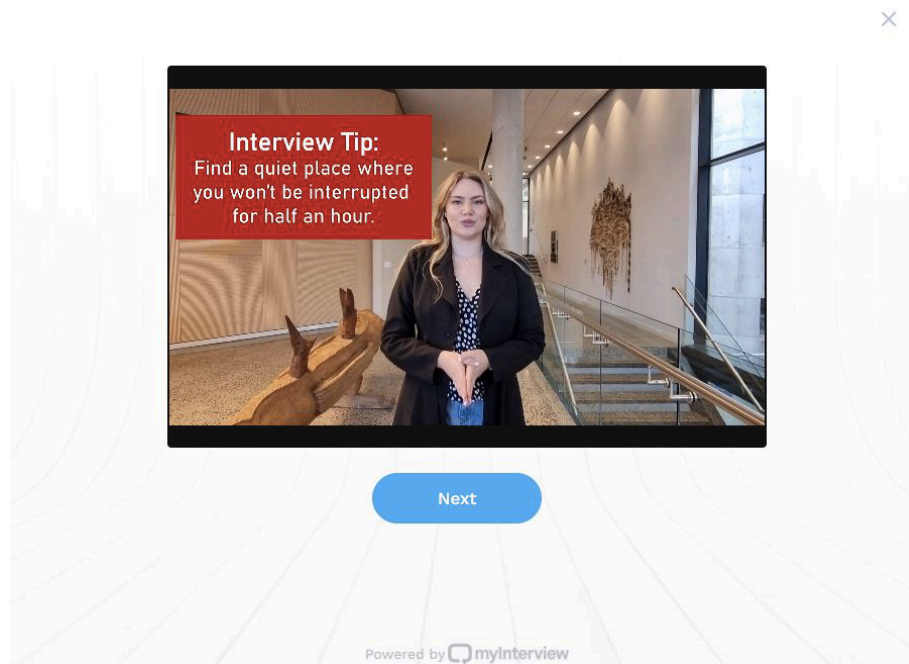 Interview Tip:
Find a quiet place where
you won't be interrupted
for half an hour.
Next
Powered by myInterview